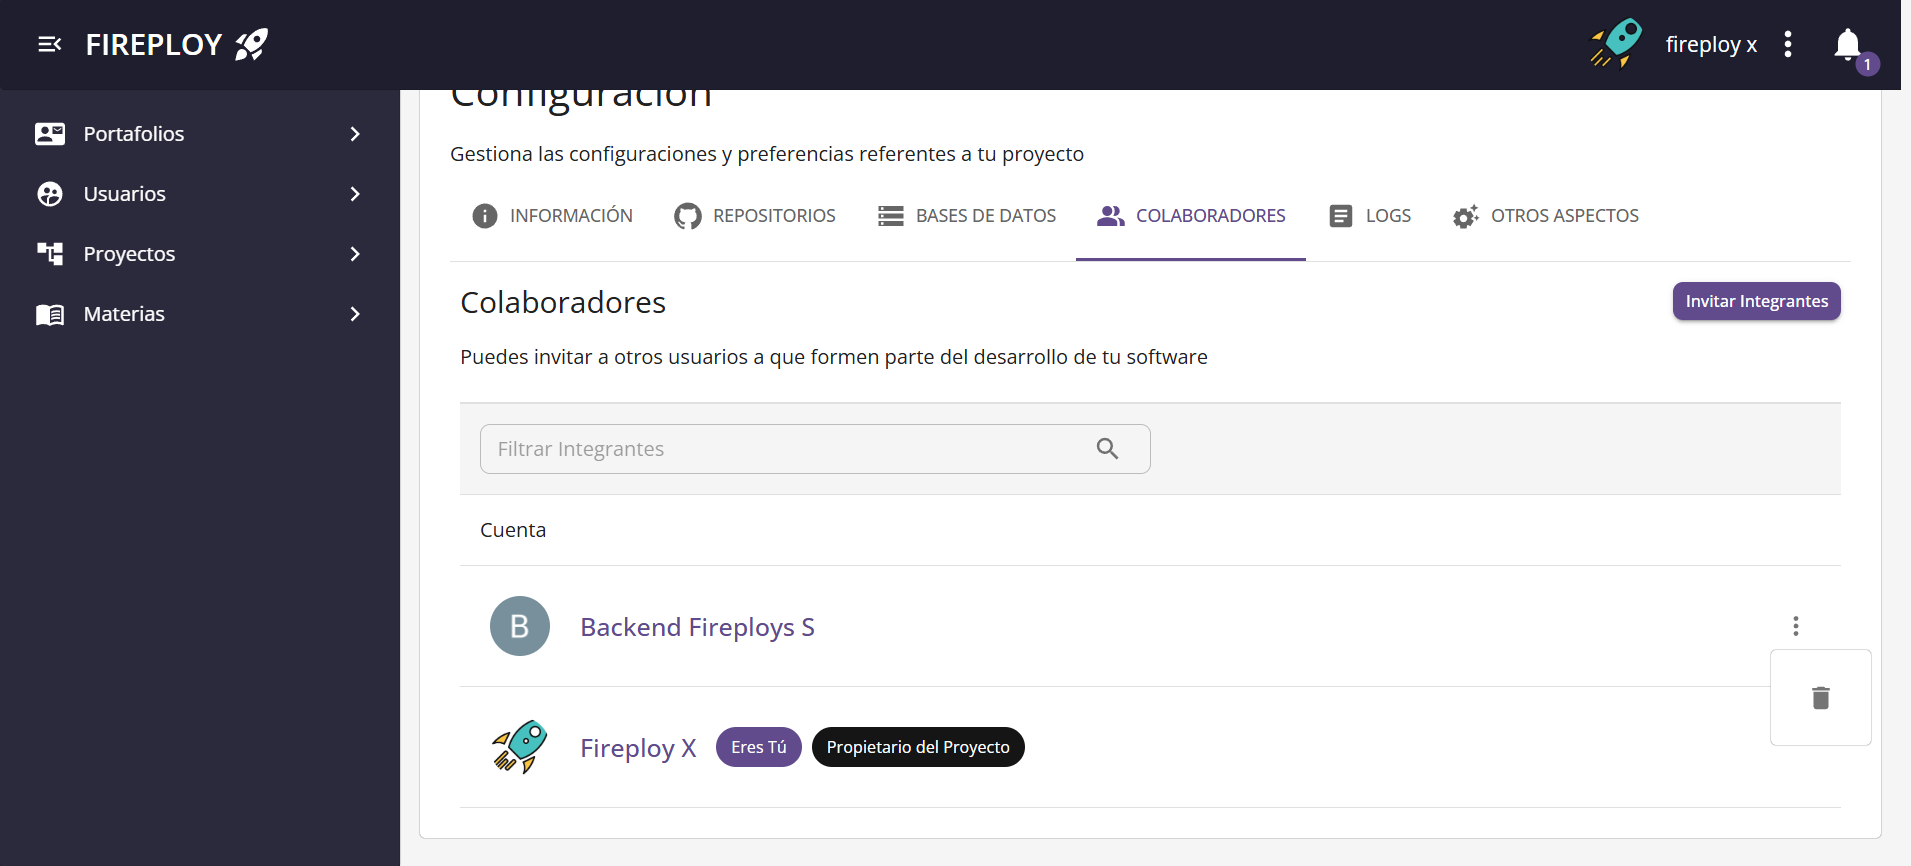 FIREPLOY
fireploy x
1
Portafolios
Usuarios
Proyectos
Materias
Configuración
Gestiona las configuraciones y preferencias referentes a tu proyecto
INFORMACIÓN
REPOSITORIOS
BASES DE DATOS
COLABORADORES
LOGS
OTROS ASPECTOS
Colaboradores
Invitar Integrantes
Puedes invitar a otros usuarios a que formen parte del desarrollo de tu software
Filtrar Integrantes
Cuenta
B
Backend Fireploys S
Fireploy X
Eres Tú
Propietario del Proyecto